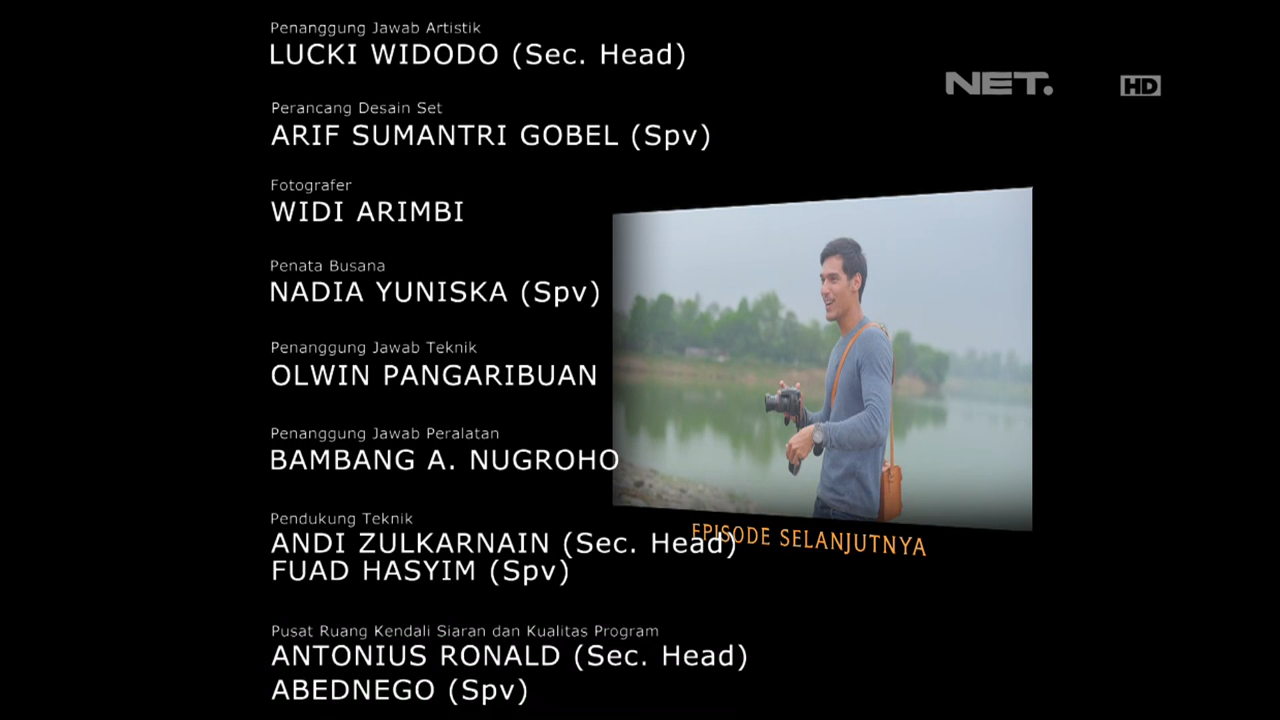 Penanggung Jawab Artistik
LUCKI WIDODO (Sec. Head)
NET.
HD
Perancang Desain Set
ARIF SUMANTRI GOBEL (Spv)
Fotografer
WIDI ARIMBI
Penata Busana
NADIA YUNISKA (Spv)
Penanggung Jawab Teknik
OLWIN PANGARIBUAN
Penanggung Jawab Peralatan
BAMBANG A. NUGROHO
Pendukung Teknik
ANDI ZULKARNAIN (Sec. Head)
FUAD HASYIM (Spv)
EPISODE SELANJUTNYA
Pusat Ruang Kendali Siaran dan Kualitas Program
ANTONIUS RONALD (Sec. Head)
ABEDNEGO (Spv)